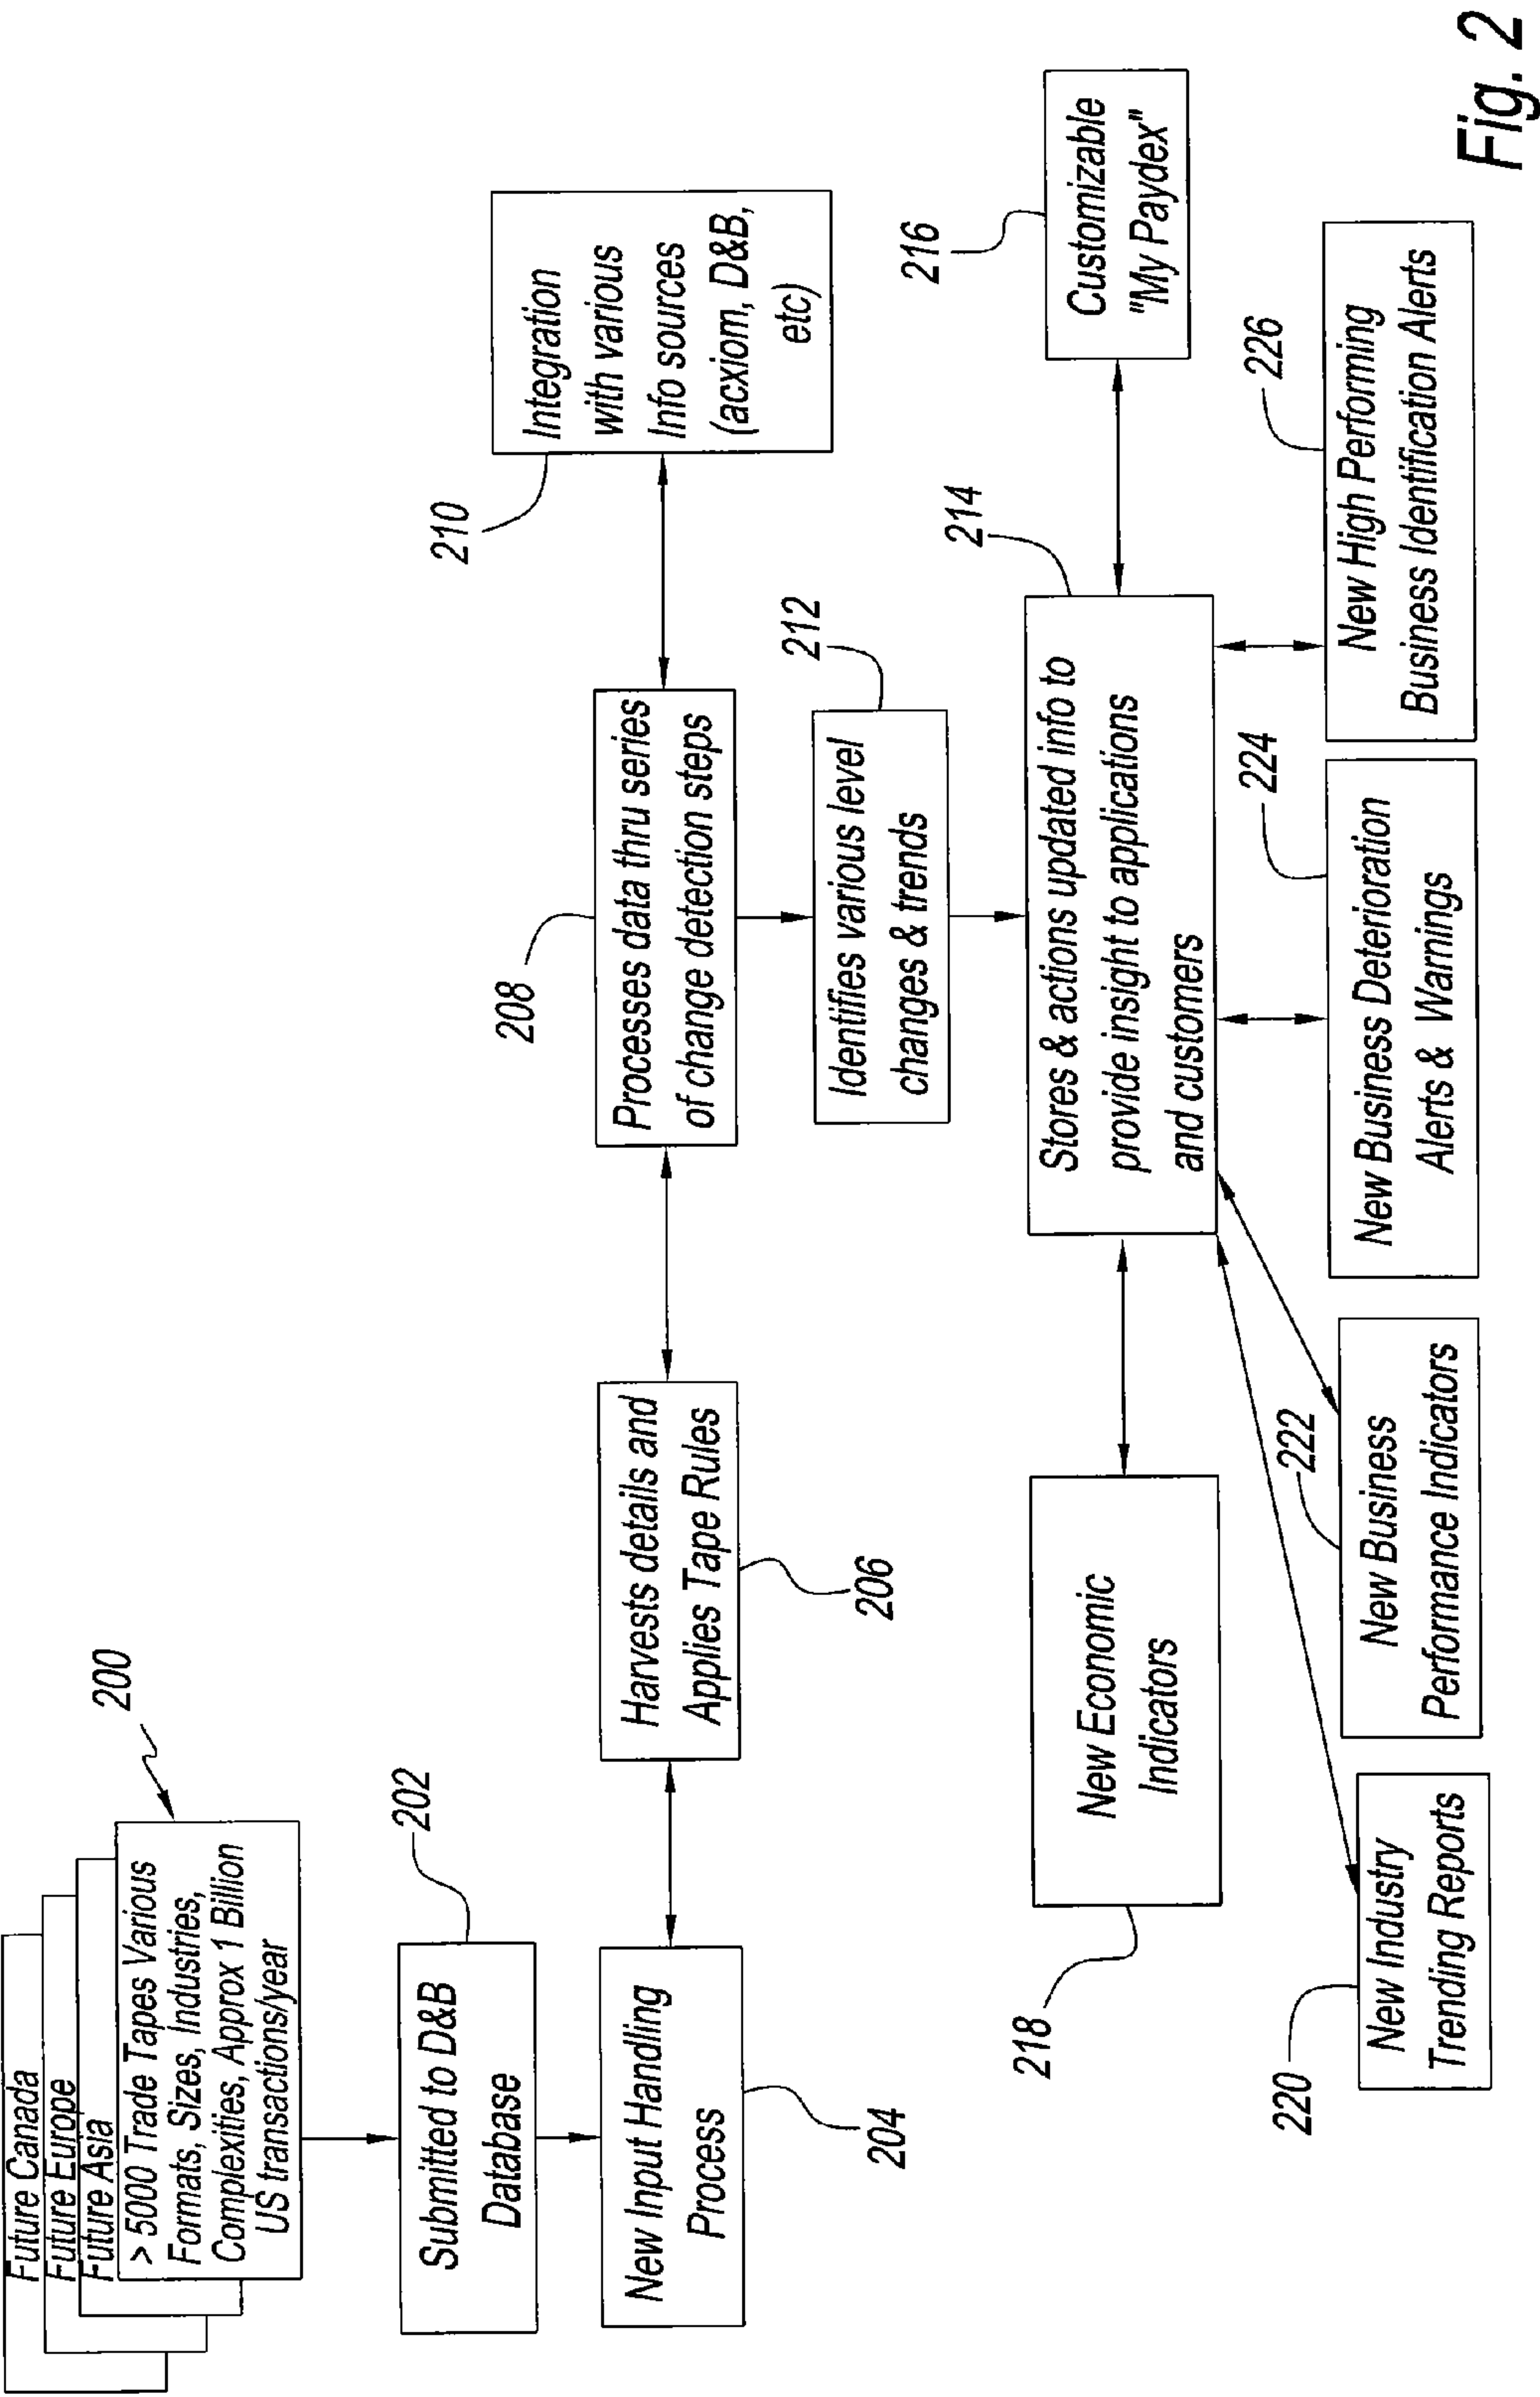 Future Canada
Future Europe
Future Asia
> 5000 Trade Tapes Various
Formats, Sizes, Industries,
Complexities, Approx 1 Billion
US transactions/year
200
Submitted to D&B
Database
202
New Input Handling
Process
204
Harvests details and
Applies Tape Rules
206
Processes data thru series
of change detection steps
208
Integration
with various
Info sources
(acxiom, D&B,
etc)
210
Identifies various level
changes & trends
212
Stores & actions updated info to
provide insight to applications
and customers
214
Customizable
"My Paydex"
216
New Economic
Indicators
218
New Industry
Trending Reports
220
New Business
Performance Indicators
222
New Business Deterioration
Alerts & Warnings
224
New High Performing
Business Identification Alerts
226
Fig. 2